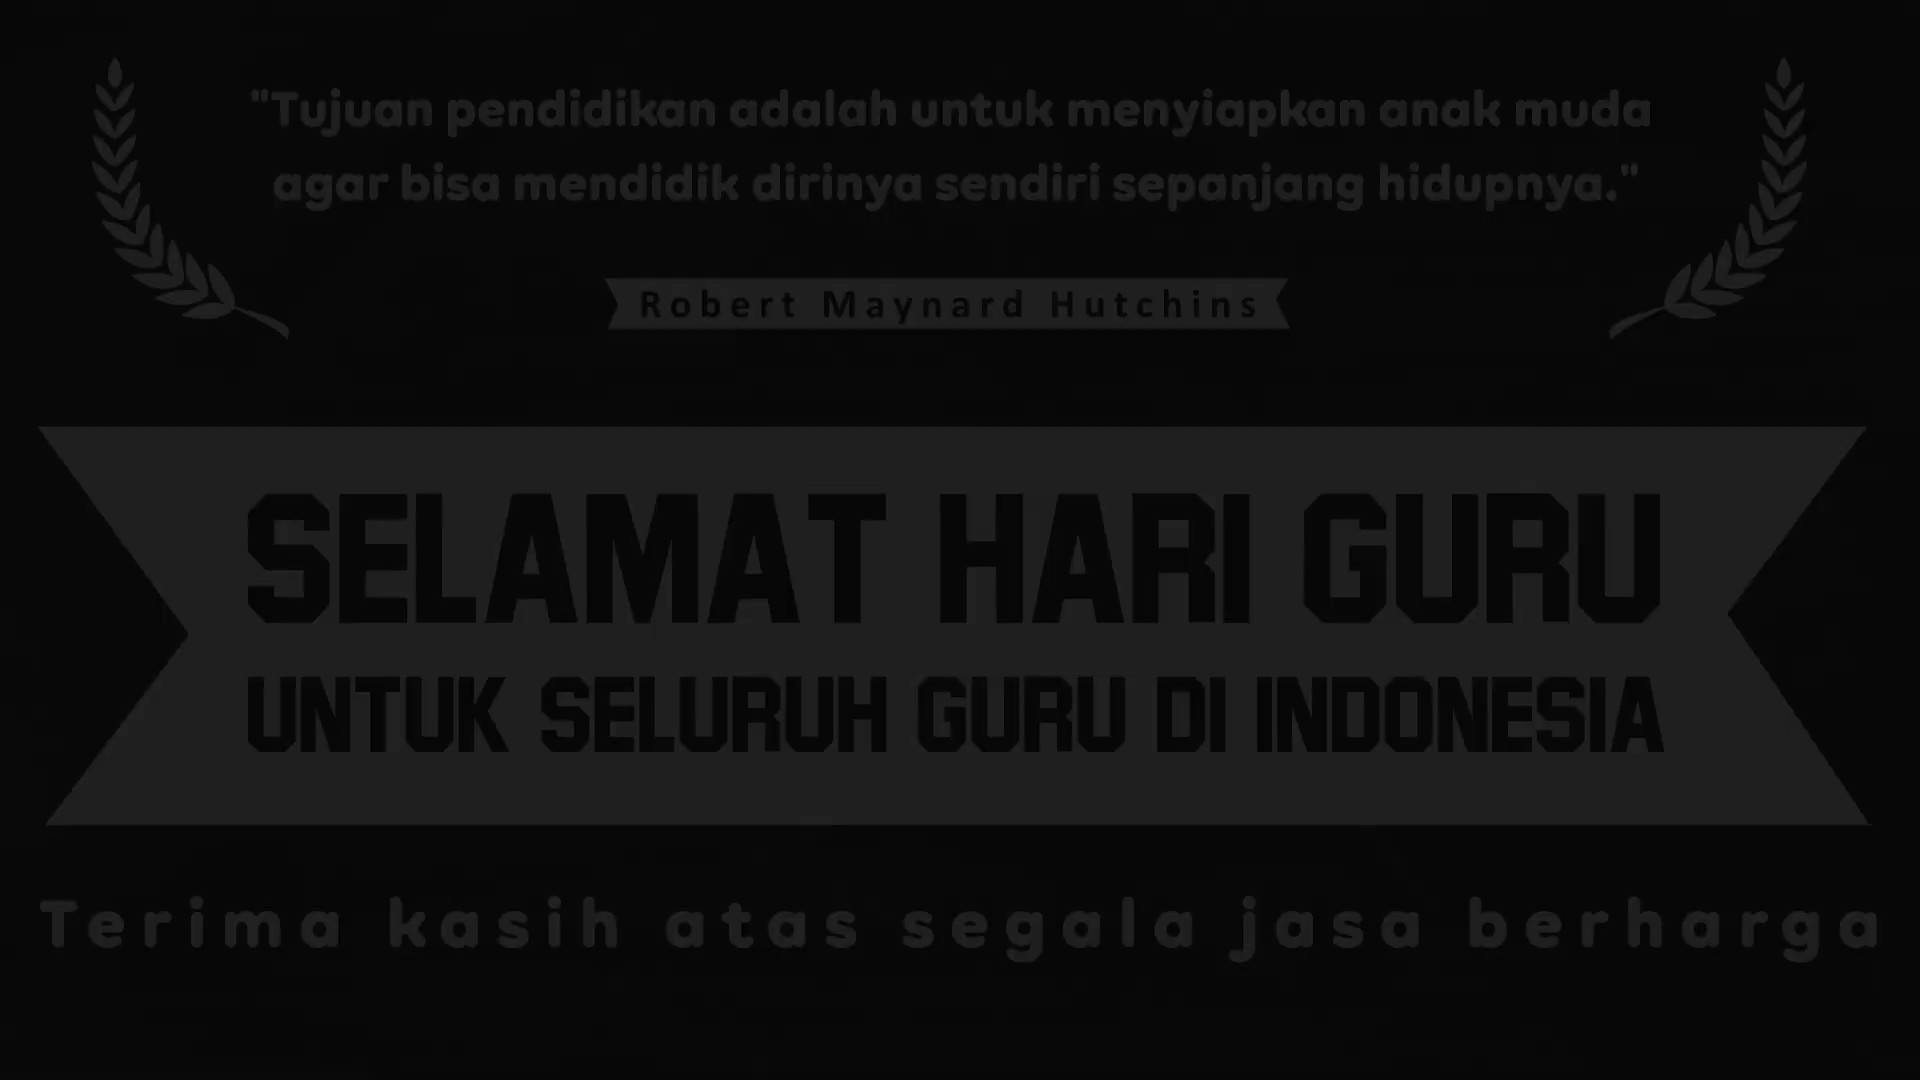 "Tujuan pendidikan adalah untuk menyiapkan anak muda
agar bisa mendidik dirinya sendiri sepanjang hidupnya."
Robert Maynard Hutchins
SELAMAT HARI GURU
UNTUK SELURUH GURU DI INDONESIA
Terima kasih atas segala jasa berharga